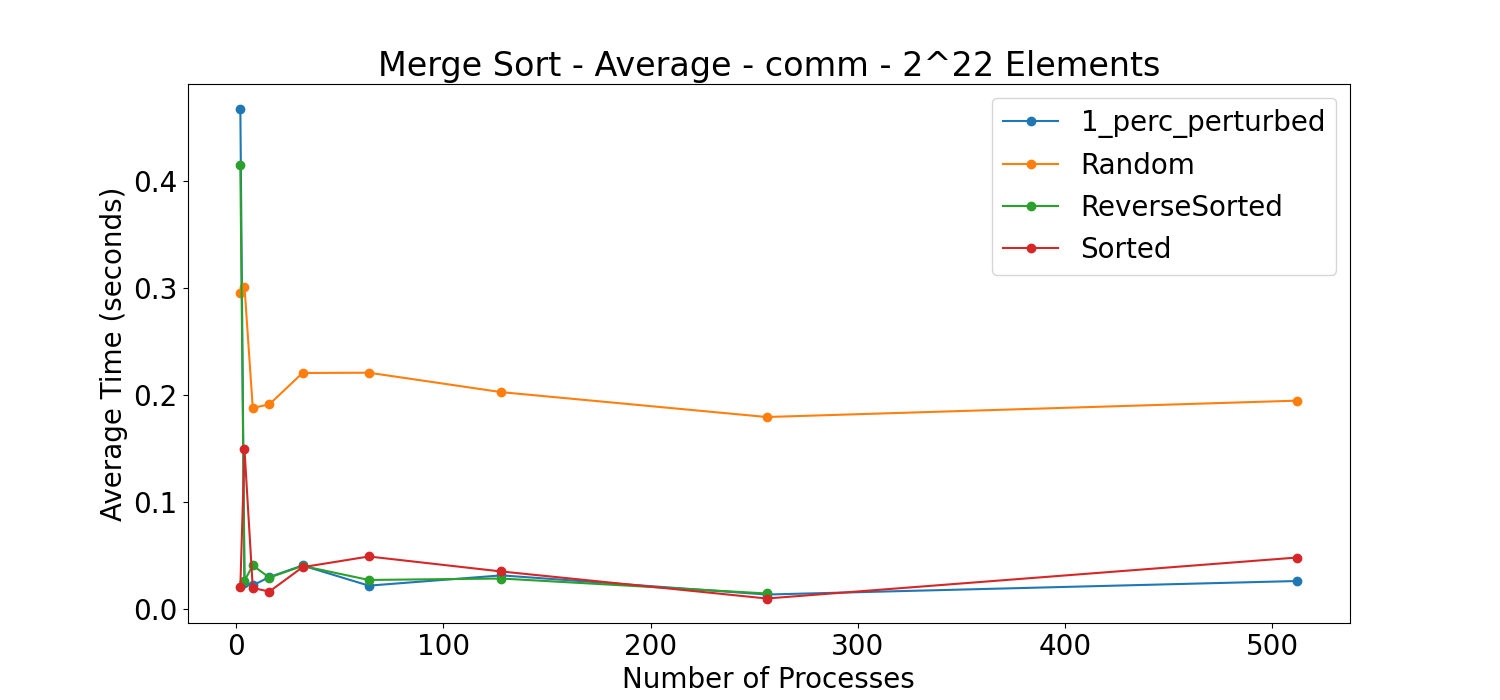 Merge Sort - Average - comm - 2^22 Elements
1_perc_perturbed
Random
ReverseSorted
Sorted
Average Time (seconds)
0.4
0.3
0.2
0.1
0.0
0 100 200 300 400 500
Number of Processes